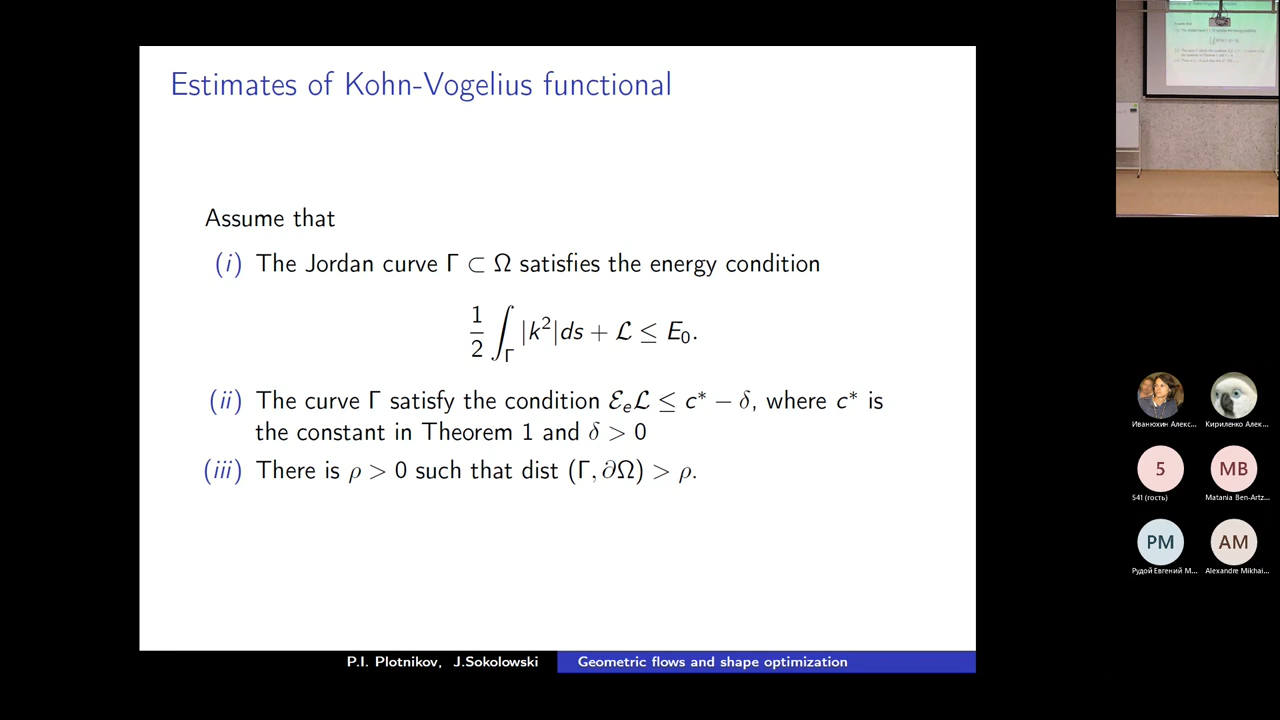 Estimates of Kohn-Vogelius functional
Assume that
(i) The Jordan curve Γ ⊂ Ω satisfies the energy condition
1/2 ∫_Γ |k²|ds + ℒ ≤ E₀.
(ii) The curve Γ satisfy the condition ℰₑℒ ≤ c* − δ, where c* is
the constant in Theorem 1 and δ > 0
(iii) There is ρ > 0 such that dist (Γ, ∂Ω) > ρ.
P.I. Plotnikov, J.Sokolowski
Geometric flows and shape optimization
Иванюхин Алекс...
Кириленко Алек...
5
MB
541 (гость)
Matania Ben-Artz...
PM
AM
Рудой Евгений М...
Alexandre Mikhai...